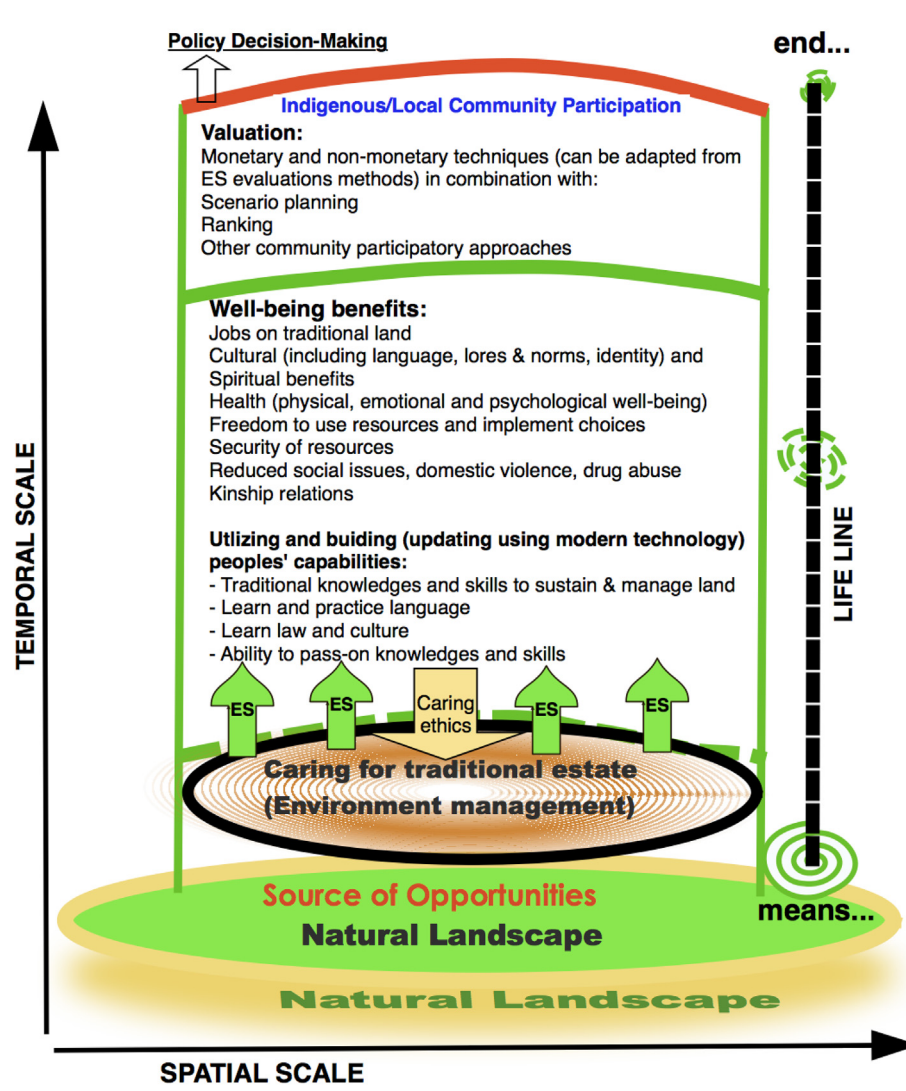 Policy Decision-Making
end...
Indigenous/Local Community Participation
Valuation:
Monetary and non-monetary techniques (can be adapted from
ES evaluations methods) in combination with:
Scenario planning
Ranking
Other community participatory approaches
Well-being benefits:
Jobs on traditional land
Cultural (including language, lores & norms, identity) and
Spiritual benefits
Health (physical, emotional and psychological well-being)
Freedom to use resources and implement choices
Security of resources
Reduced social issues, domestic violence, drug abuse
Kinship relations
Utlizing and buiding (updating using modern technology)
peoples' capabilities:
- Traditional knowledges and skills to sustain & manage land
- Learn and practice language
- Learn law and culture
- Ability to pass-on knowledges and skills
TEMPORAL SCALE
LIFE LINE
ES
ES
Caring
ethics
ES
ES
Caring for traditional estate
(Environment management)
Source of Opportunities
means...
Natural Landscape
Natural Landscape
SPATIAL SCALE